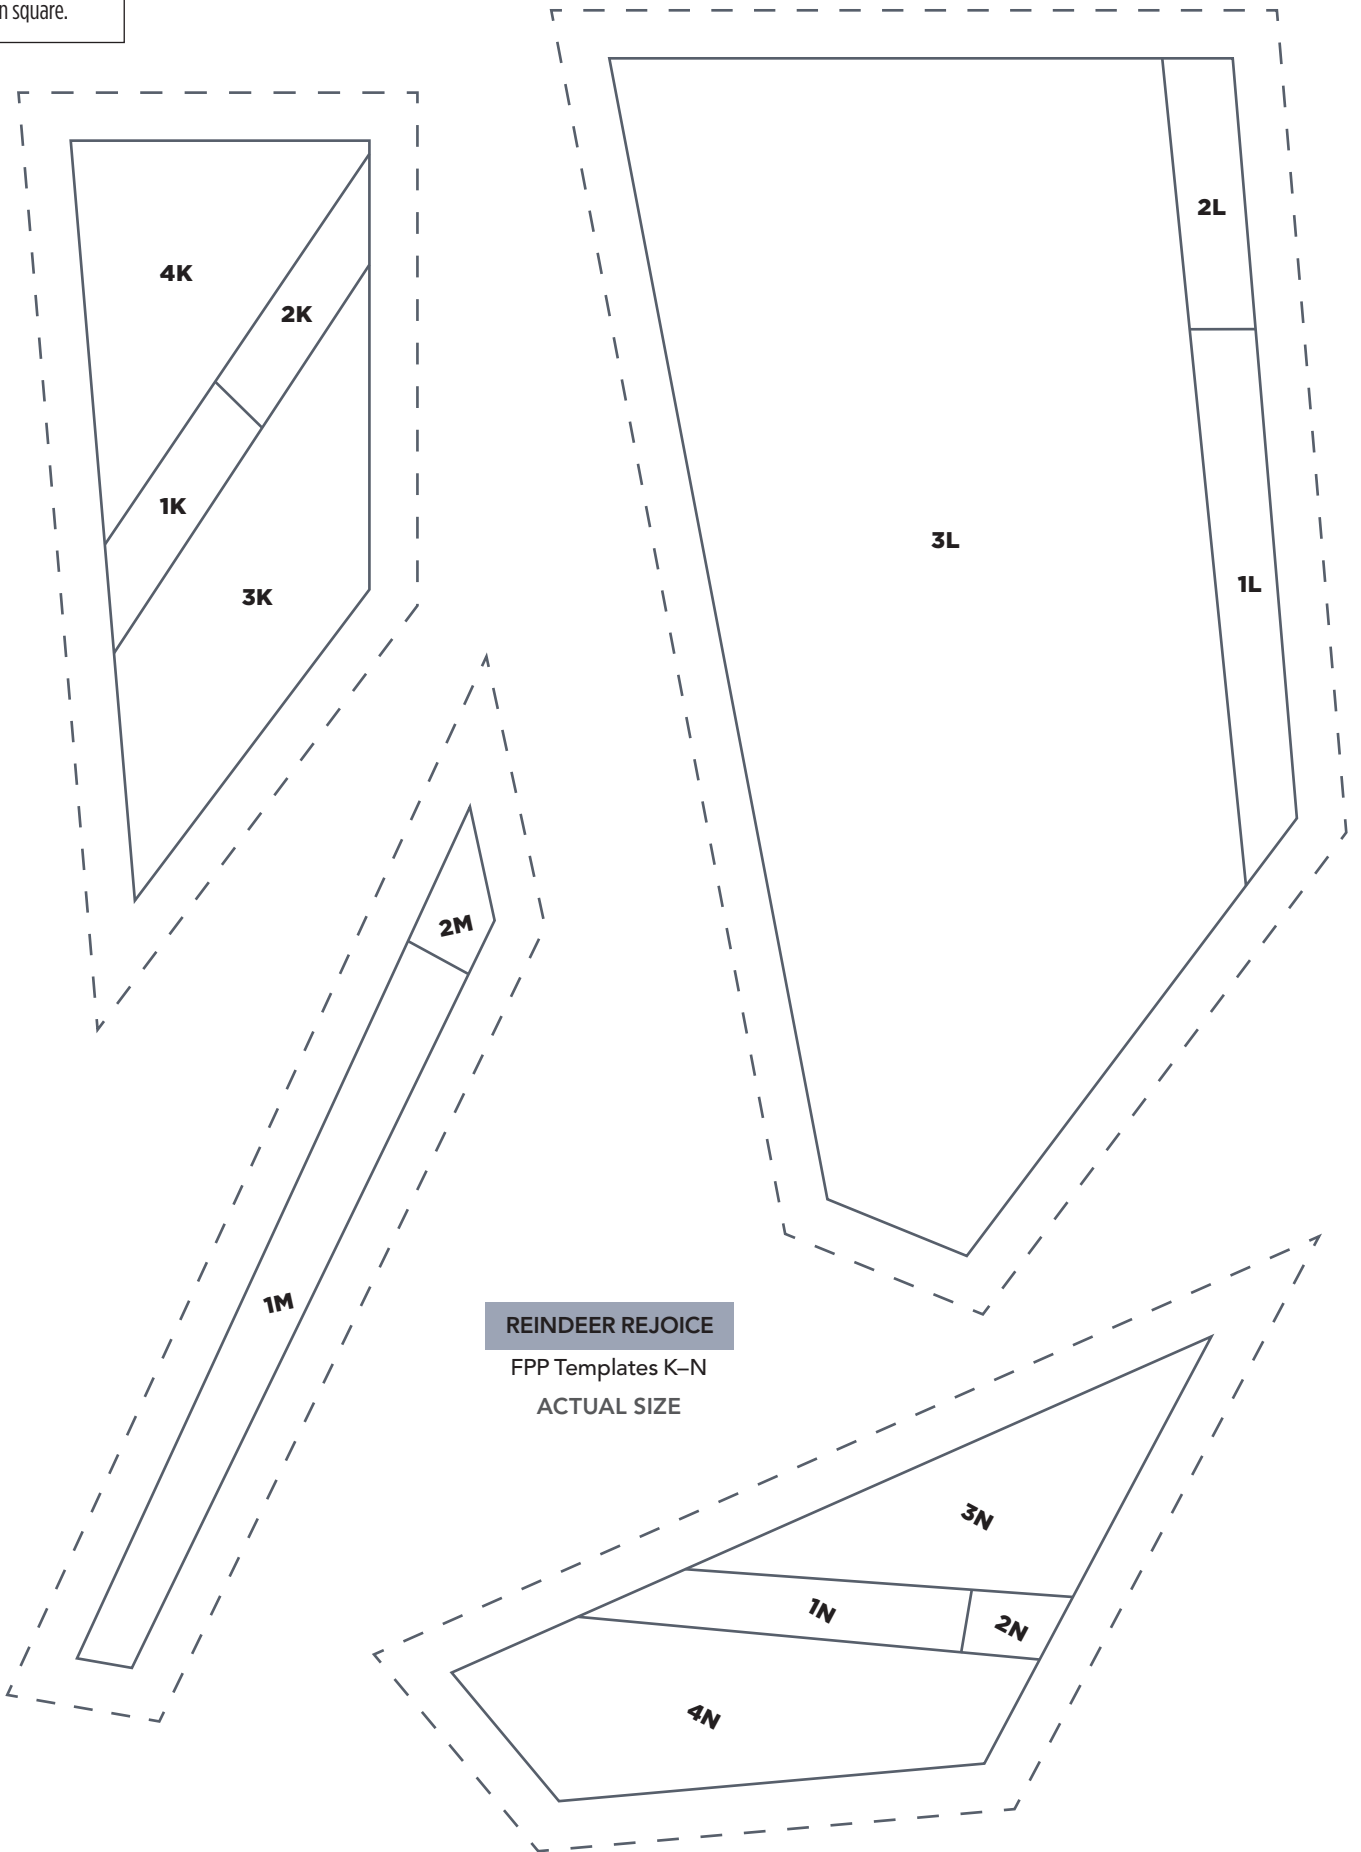 n square.
4K
2K
1K
3K
2L
3L
1L
2M
1M
REINDEER REJOICE
FPP Templates K–N
ACTUAL SIZE
3N
1N
2N
4N